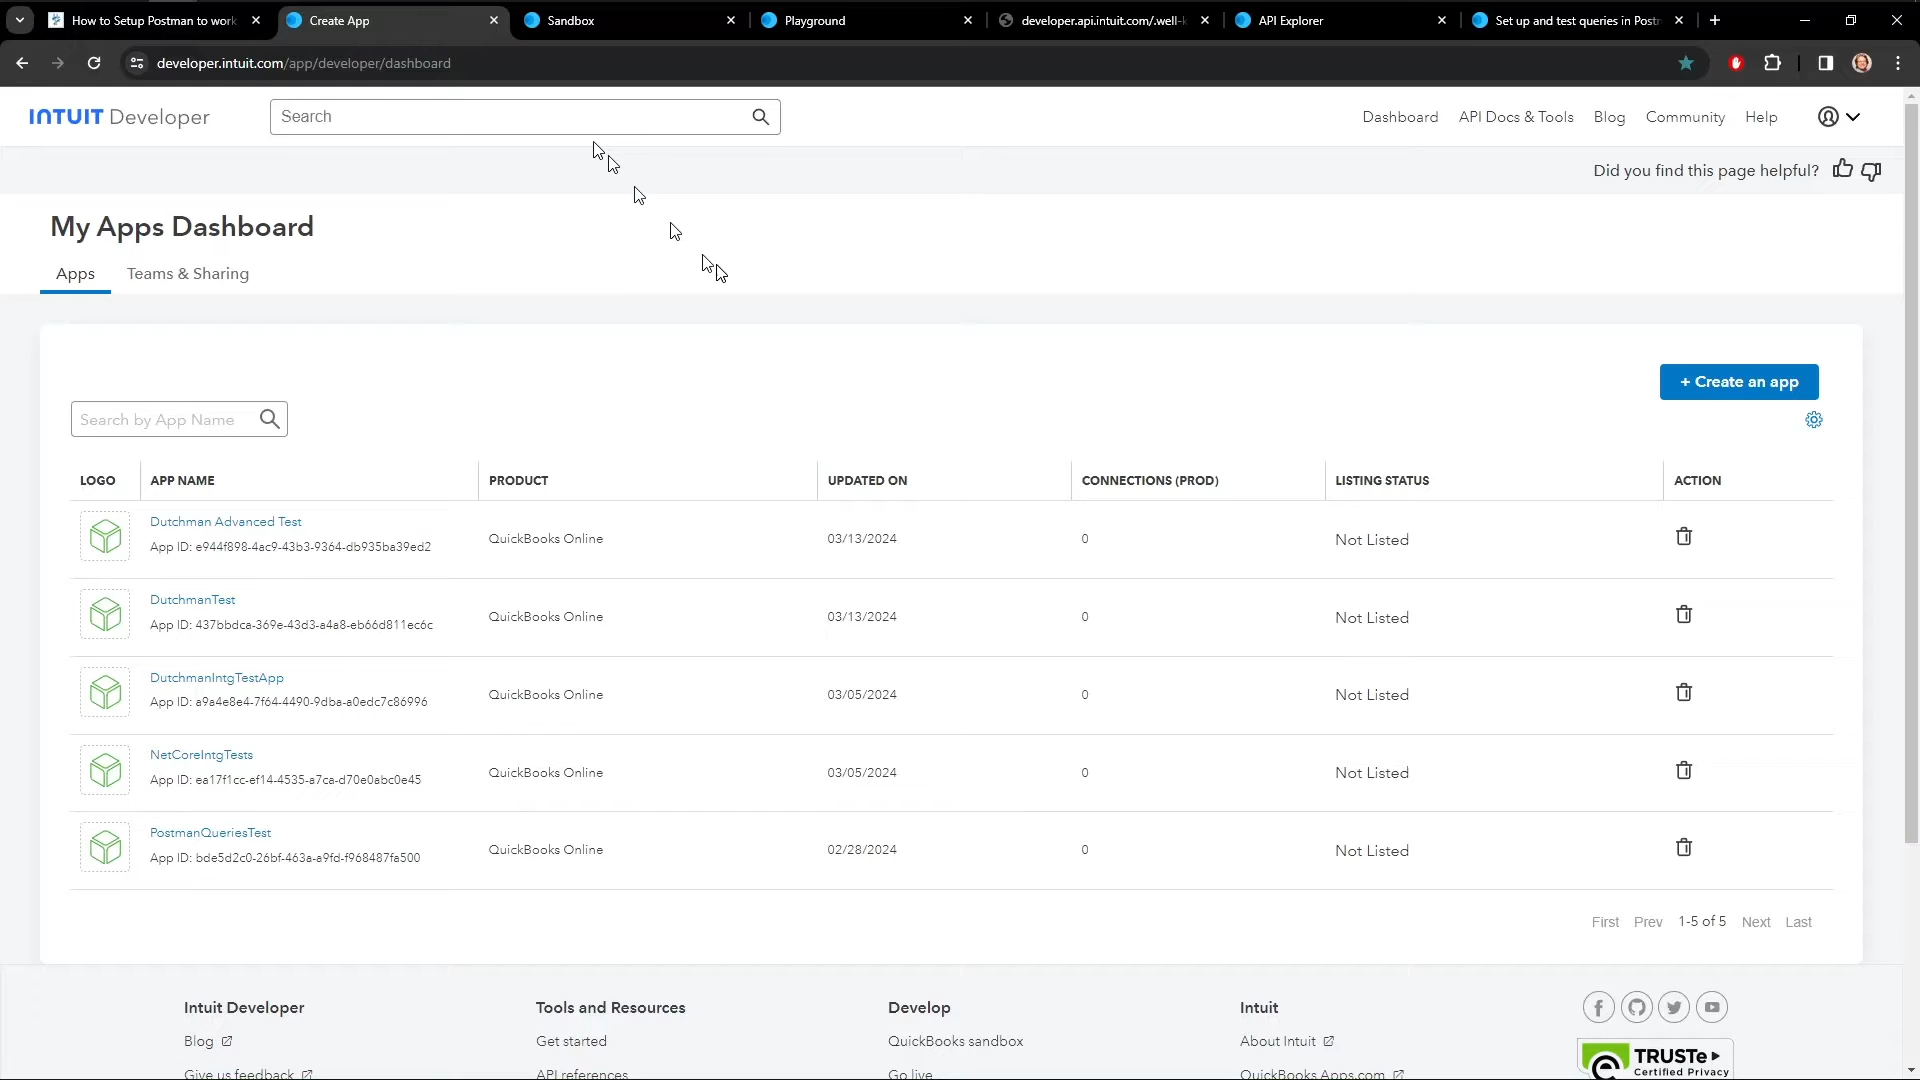 How to Setup Postman to work
Create App
Sandbox
Playground
developer.api.intuit.com/.well-k
API Explorer
Set up and test queries in Postm
developer.intuit.com/app/developer/dashboard
INTUIT Developer
Search
Dashboard
API Docs & Tools
Blog
Community
Help
Did you find this page helpful?
My Apps Dashboard
Apps
Teams & Sharing
+ Create an app
Search by App Name
LOGO
APP NAME
PRODUCT
UPDATED ON
CONNECTIONS (PROD)
LISTING STATUS
ACTION
Dutchman Advanced Test
App ID: e944f898-4ac9-43b3-9364-db935ba39ed2
QuickBooks Online
03/13/2024
0
Not Listed
DutchmanTest
App ID: 437bbdca-369e-43d3-a4a8-eb66d811ec6c
QuickBooks Online
03/13/2024
0
Not Listed
DutchmanIntgTestApp
App ID: a9a4e8e4-7f64-4490-9dba-a0edc7c86996
QuickBooks Online
03/05/2024
0
Not Listed
NetCoreIntgTests
App ID: ea17f1cc-ef14-4535-a7ca-d70e0abc0e45
QuickBooks Online
03/05/2024
0
Not Listed
PostmanQueriesTest
App ID: bde5d2c0-26bf-463a-a9fd-f968487fa500
QuickBooks Online
02/28/2024
0
Not Listed
First
Prev
1-5 of 5
Next
Last
Intuit Developer
Tools and Resources
Develop
Intuit
Blog
Get started
QuickBooks sandbox
About Intuit
Give us feedback
API references
Go live
QuickBooks Apps.com
TRUSTe
Certified Privacy